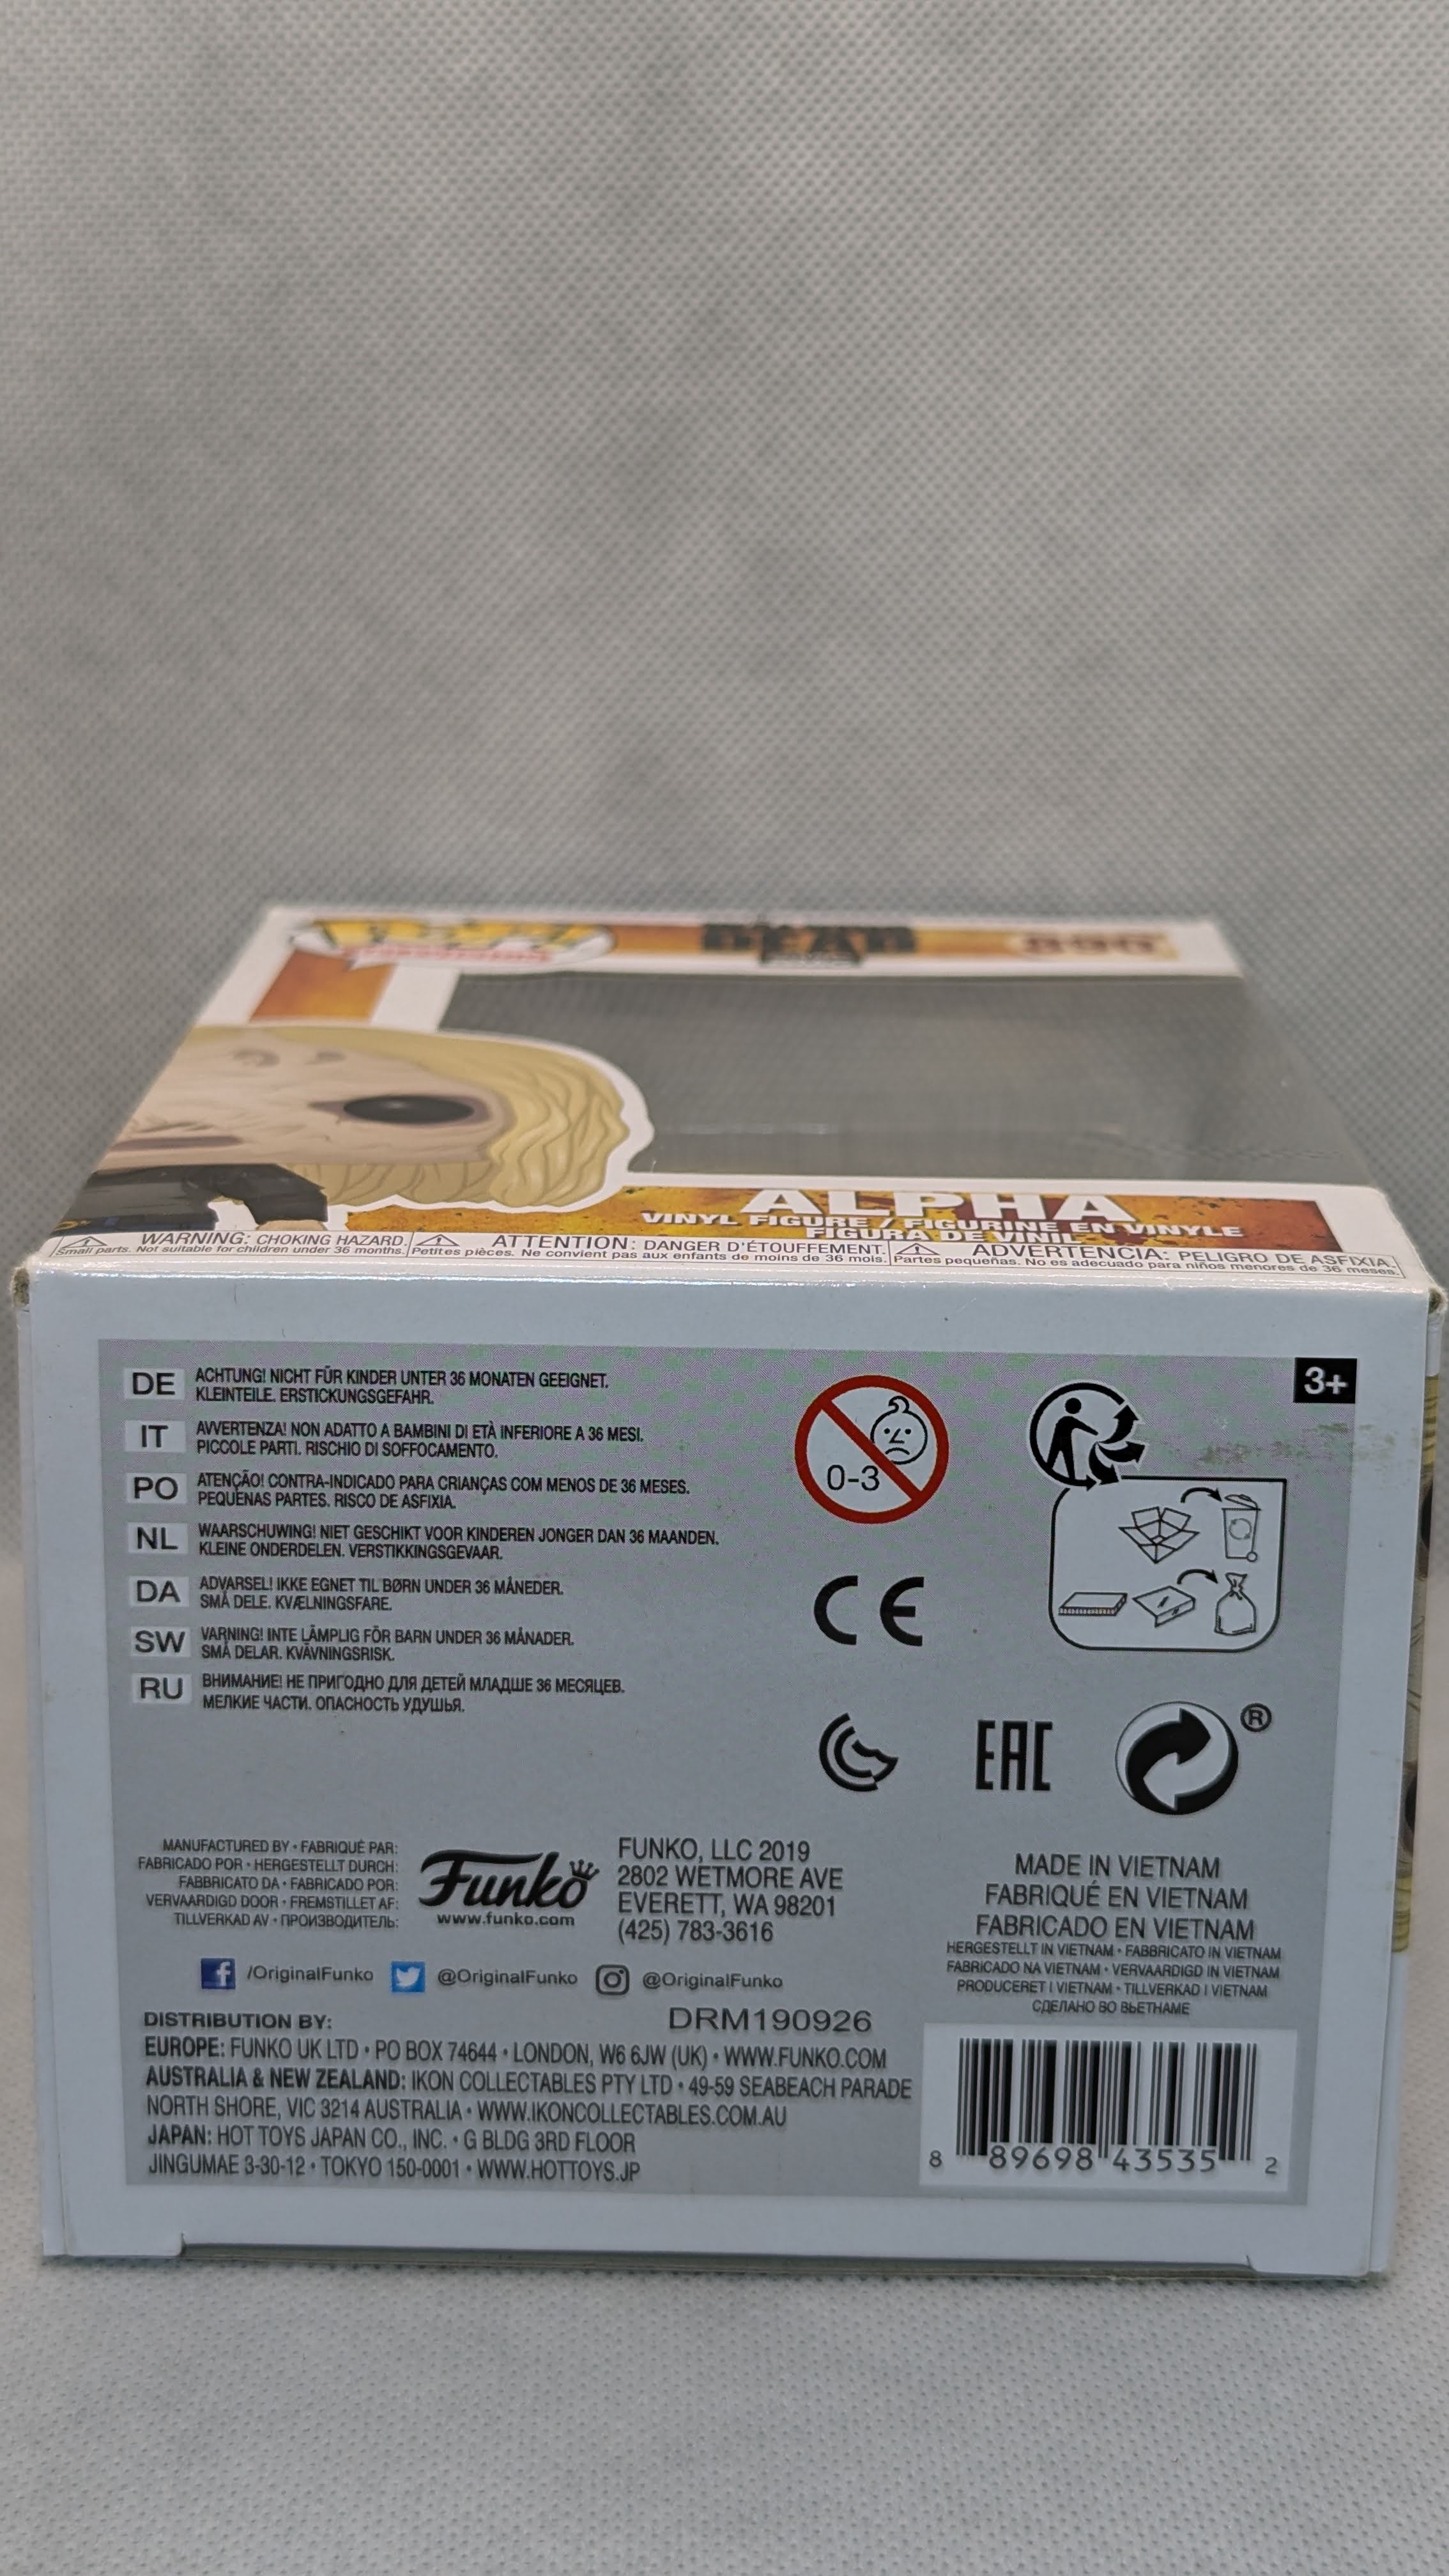 POP!
DEAD
890
ALPHA
VINYL FIGURE / FIGURINE EN VINYLE
FIGURA DE VINIL
WARNING: CHOKING HAZARD.
Small parts. Not suitable for children under 36 months.
ATTENTION: DANGER D'ÉTOUFFEMENT.
Petites pièces. Ne convient pas aux enfants de moins de 36 mois.
ADVERTENCIA: PELIGRO DE ASFIXIA.
Partes pequeñas. No es adecuado para niños menores de 36 meses.
3+
DE ACHTUNG! NICHT FÜR KINDER UNTER 36 MONATEN GEEIGNET.
KLEINTEILE. ERSTICKUNGSGEFAHR.
IT AVVERTENZA! NON ADATTO A BAMBINI DI ETÀ INFERIORE A 36 MESI.
PICCOLE PARTI. RISCHIO DI SOFFOCAMENTO.
PO ATENÇÃO! CONTRA-INDICADO PARA CRIANÇAS COM MENOS DE 36 MESES.
PEQUENAS PARTES. RISCO DE ASFIXIA.
NL WAARSCHUWING! NIET GESCHIKT VOOR KINDEREN JONGER DAN 36 MAANDEN.
KLEINE ONDERDELEN. VERSTIKKINGSGEVAAR.
DA ADVARSEL! IKKE EGNET TIL BØRN UNDER 36 MÅNEDER.
SMÅ DELE. KVÆLNINGSFARE.
SW VARNING! INTE LÄMPLIG FÖR BARN UNDER 36 MÅNADER.
SMÅ DELAR. KVÄVNINGSRISK.
RU ВНИМАНИЕ! НЕ ПРИГОДНО ДЛЯ ДЕТЕЙ МЛАДШЕ 36 МЕСЯЦЕВ.
МЕЛКИЕ ЧАСТИ. ОПАСНОСТЬ УДУШЬЯ.
0-3
CE
EAC
®
MANUFACTURED BY • FABRIQUÉ PAR:
FABRICADO POR • HERGESTELLT DURCH:
FABBRICATO DA • FABRICADO POR:
VERVAARDIGD DOOR • FREMSTILLET AF:
TILLVERKAD AV • ПРОИЗВОДИТЕЛЬ:
Funko
www.funko.com
FUNKO, LLC 2019
2802 WETMORE AVE
EVERETT, WA 98201
(425) 783-3616
/OriginalFunko @OriginalFunko @OriginalFunko
MADE IN VIETNAM
FABRIQUÉ EN VIETNAM
FABRICADO EN VIETNAM
HERGESTELLT IN VIETNAM • FABBRICATO IN VIETNAM
FABRICADO NA VIETNAM • VERVAARDIGD IN VIETNAM
PRODUCERET I VIETNAM • TILLVERKAD I VIETNAM
СДЕЛАНО ВО ВЬЕТНАМЕ
DISTRIBUTION BY: DRM190926
EUROPE: FUNKO UK LTD • PO BOX 74644 • LONDON, W6 6JW (UK) • WWW.FUNKO.COM
AUSTRALIA & NEW ZEALAND: IKON COLLECTABLES PTY LTD • 49-59 SEABEACH PARADE
NORTH SHORE, VIC 3214 AUSTRALIA • WWW.IKONCOLLECTABLES.COM.AU
JAPAN: HOT TOYS JAPAN CO., INC. • G BLDG 3RD FLOOR
JINGUMAE 3-30-12 • TOKYO 150-0001 • WWW.HOTTOYS.JP
8 89698 43535 2